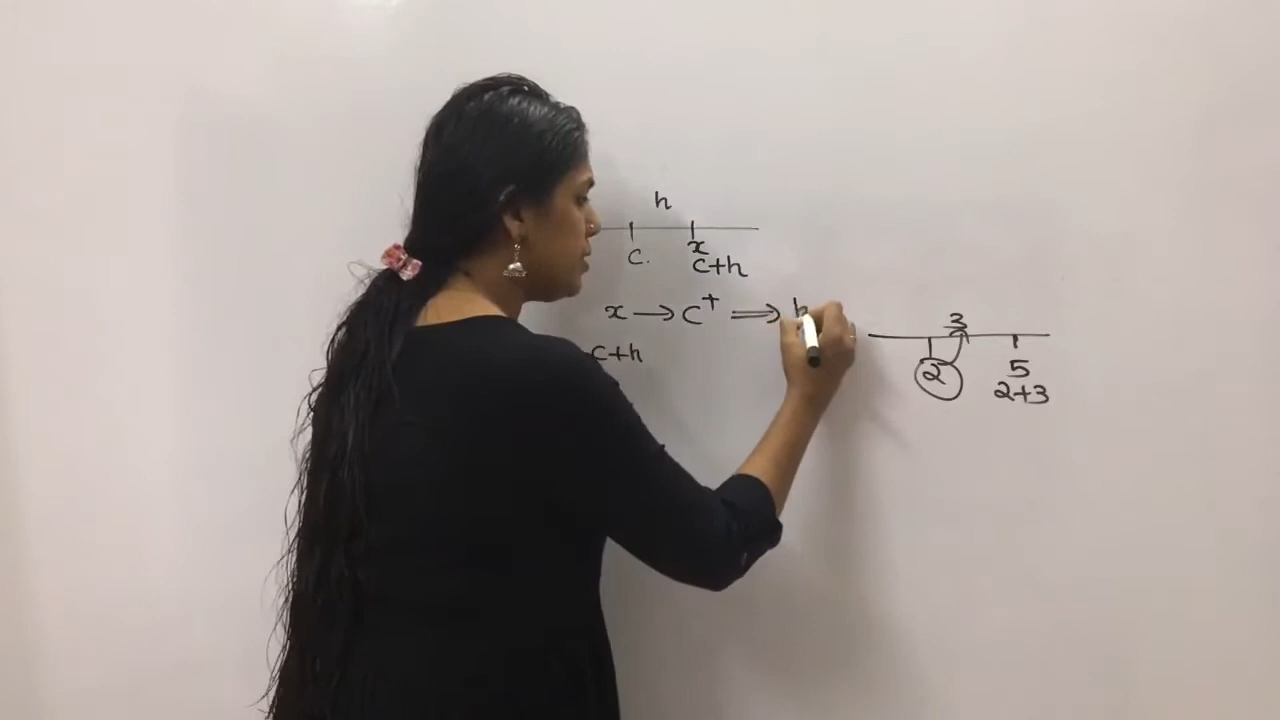 h
c.
x
c+h
x → c⁺ ⇒ h
c+h
3
2 5
2+3